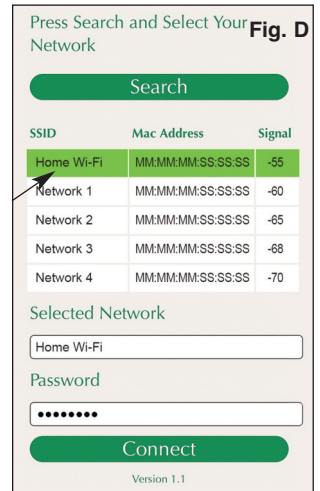 Press Search and Select Your
Network
Fig. D
Search
SSID Mac Address Signal
Home Wi-Fi MM:MM:MM:SS:SS:SS -55
Network 1 MM:MM:MM:SS:SS:SS -60
Network 2 MM:MM:MM:SS:SS:SS -65
Network 3 MM:MM:MM:SS:SS:SS -68
Network 4 MM:MM:MM:SS:SS:SS -70
Selected Network
Home Wi-Fi
Password
••••••••
Connect
Version 1.1